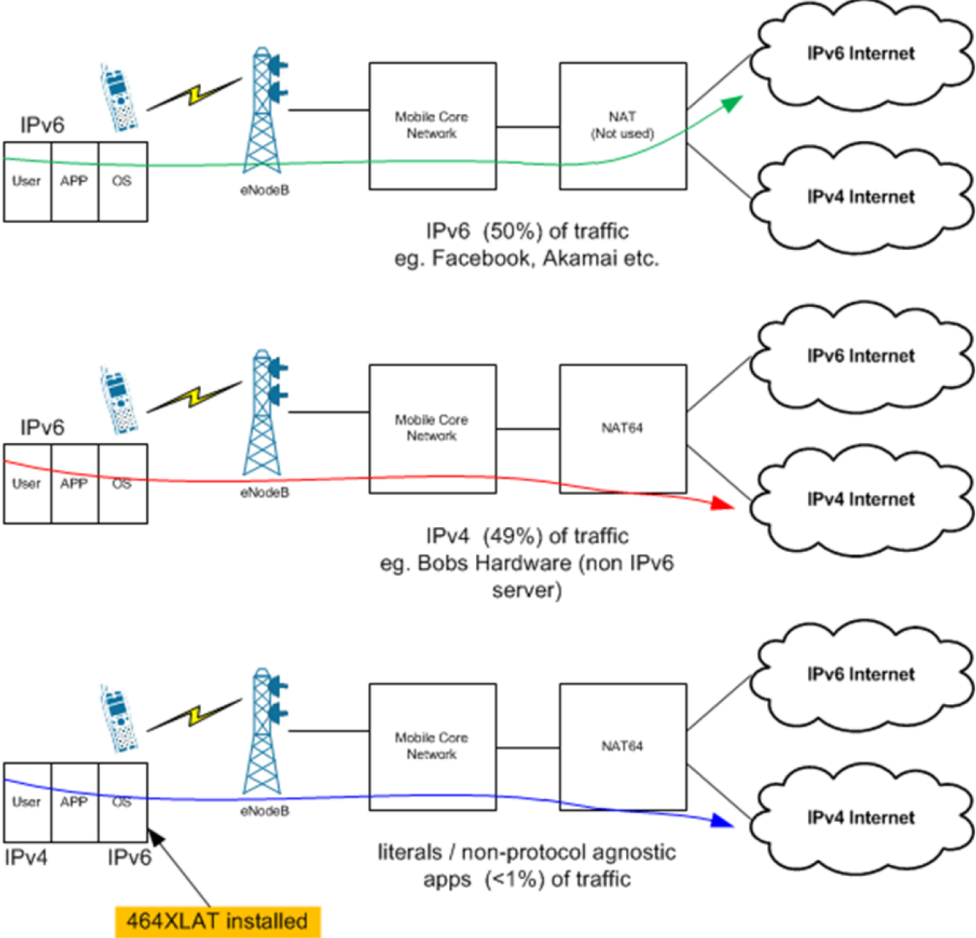 IPv6 Internet
IPv6
User APP OS
eNodeB
Mobile Core
Network
NAT
(Not used)
IPv4 Internet
IPv6 (50%) of traffic
eg. Facebook, Akamai etc.
IPv6 Internet
IPv6
User APP OS
eNodeB
Mobile Core
Network
NAT64
IPv4 Internet
IPv4 (49%) of traffic
eg. Bobs Hardware (non IPv6
server)
IPv6 Internet
User APP OS
IPv4 IPv6
eNodeB
Mobile Core
Network
NAT64
IPv4 Internet
literals / non-protocol agnostic
apps (<1%) of traffic
464XLAT installed